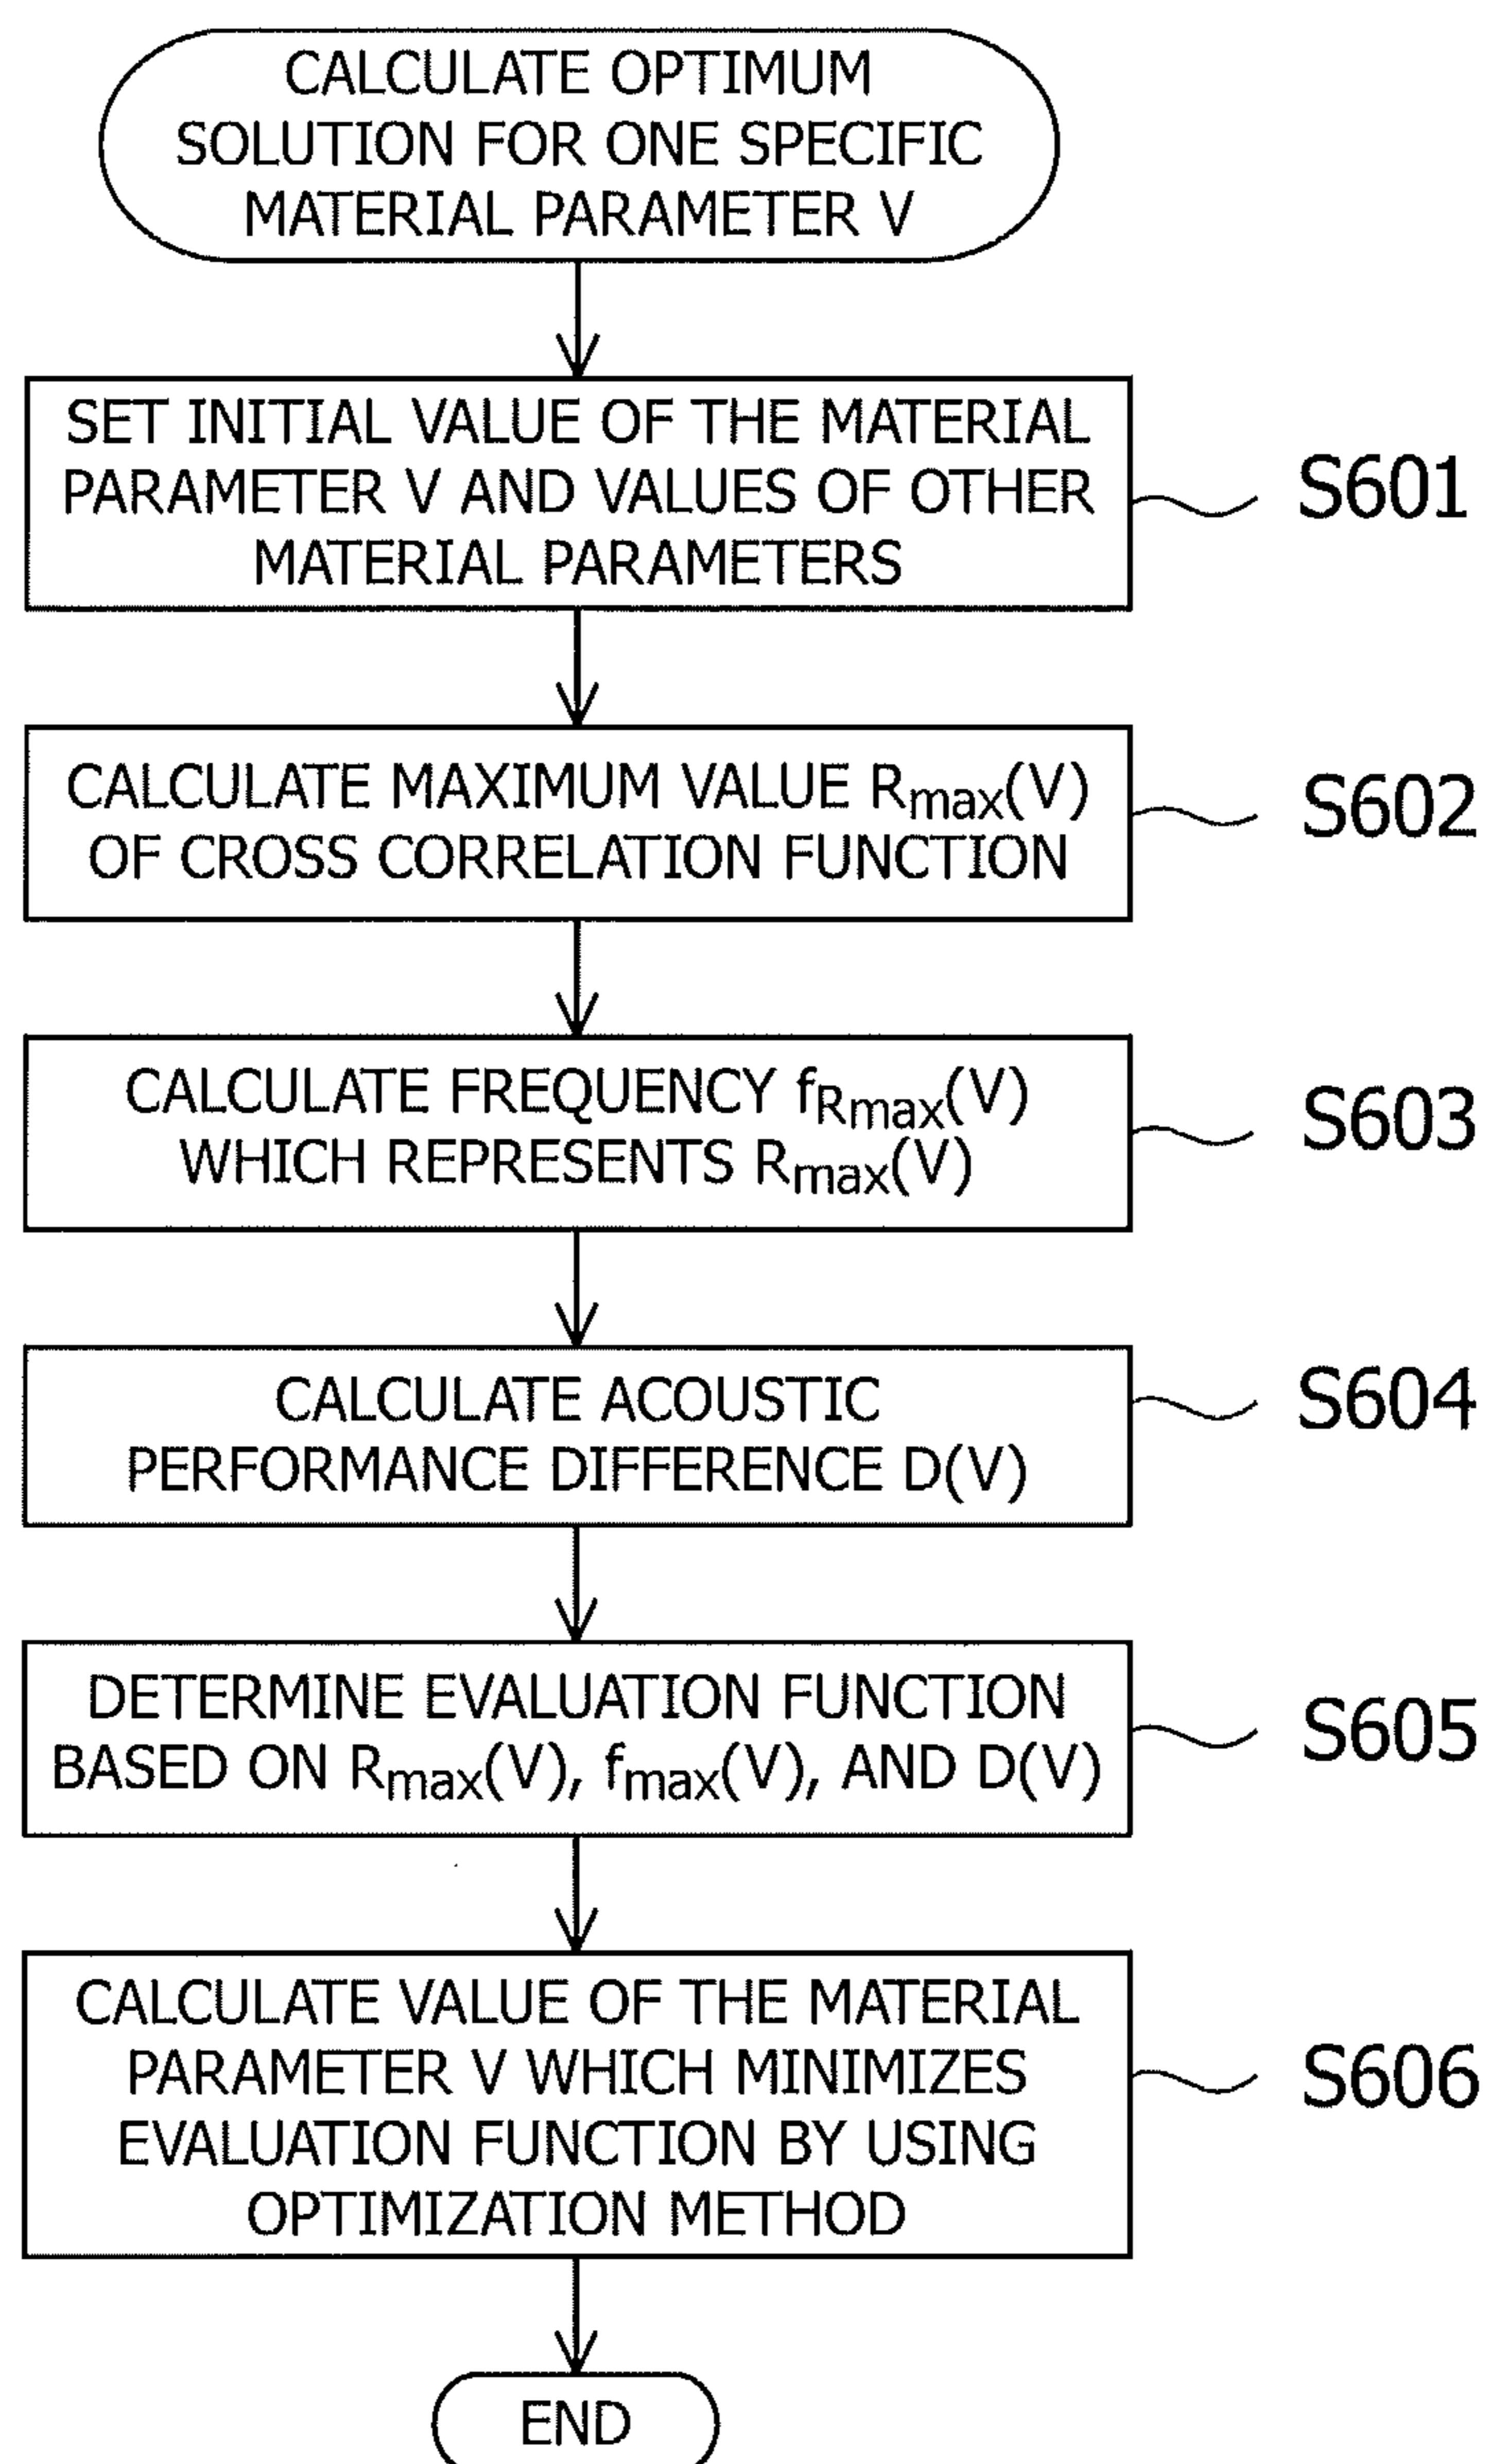 CALCULATE OPTIMUM
SOLUTION FOR ONE SPECIFIC
MATERIAL PARAMETER V
SET INITIAL VALUE OF THE MATERIAL
PARAMETER V AND VALUES OF OTHER
MATERIAL PARAMETERS
S601
CALCULATE MAXIMUM VALUE Rmax(V)
OF CROSS CORRELATION FUNCTION
S602
CALCULATE FREQUENCY fRmax(V)
WHICH REPRESENTS Rmax(V)
S603
CALCULATE ACOUSTIC
PERFORMANCE DIFFERENCE D(V)
S604
DETERMINE EVALUATION FUNCTION
BASED ON Rmax(V), fmax(V), AND D(V)
S605
CALCULATE VALUE OF THE MATERIAL
PARAMETER V WHICH MINIMIZES
EVALUATION FUNCTION BY USING
OPTIMIZATION METHOD
S606
END